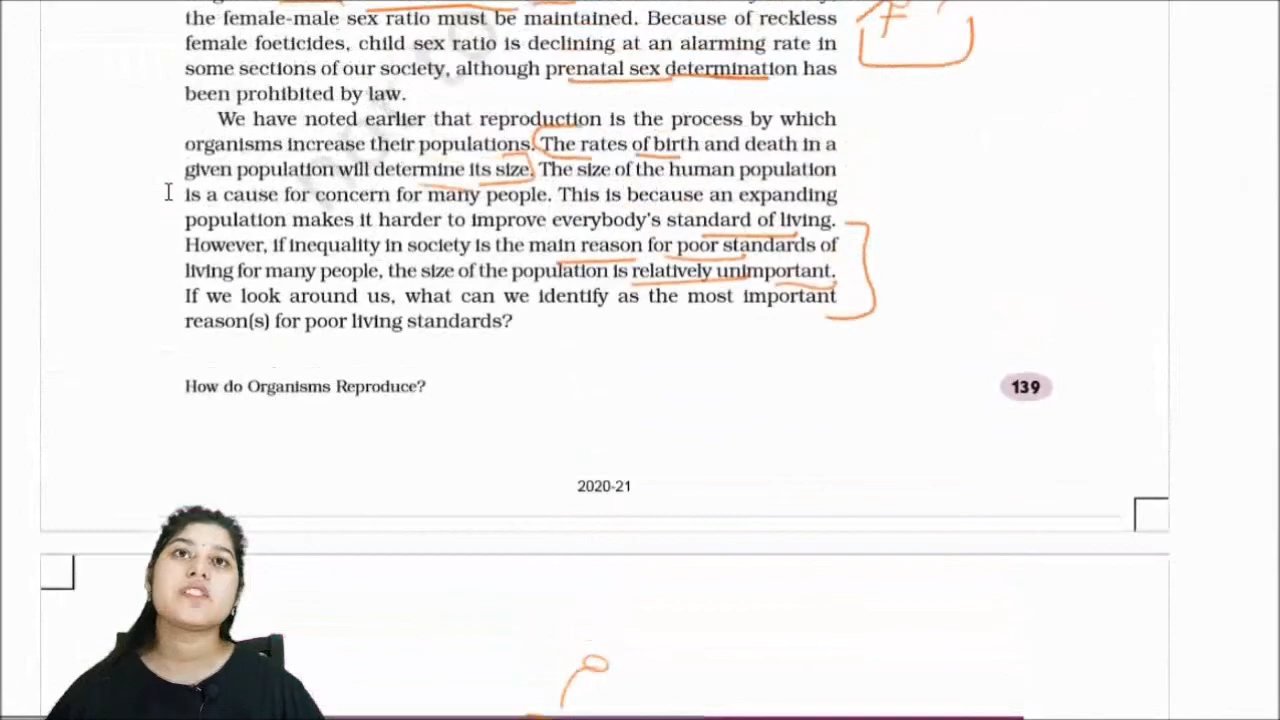 the female-male sex ratio must be maintained. Because of reckless
female foeticides, child sex ratio is declining at an alarming rate in
some sections of our society, although prenatal sex determination has
been prohibited by law.
We have noted earlier that reproduction is the process by which
organisms increase their populations. The rates of birth and death in a
given population will determine its size. The size of the human population
is a cause for concern for many people. This is because an expanding
population makes it harder to improve everybody's standard of living.
However, if inequality in society is the main reason for poor standards of
living for many people, the size of the population is relatively unimportant.
If we look around us, what can we identify as the most important
reason(s) for poor living standards?
How do Organisms Reproduce?
139
2020-21